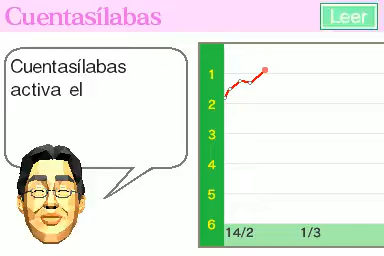 Cuentasílabas
Leer
Cuentasílabas
activa el
1
2
3
4
5
6
14/2
1/3